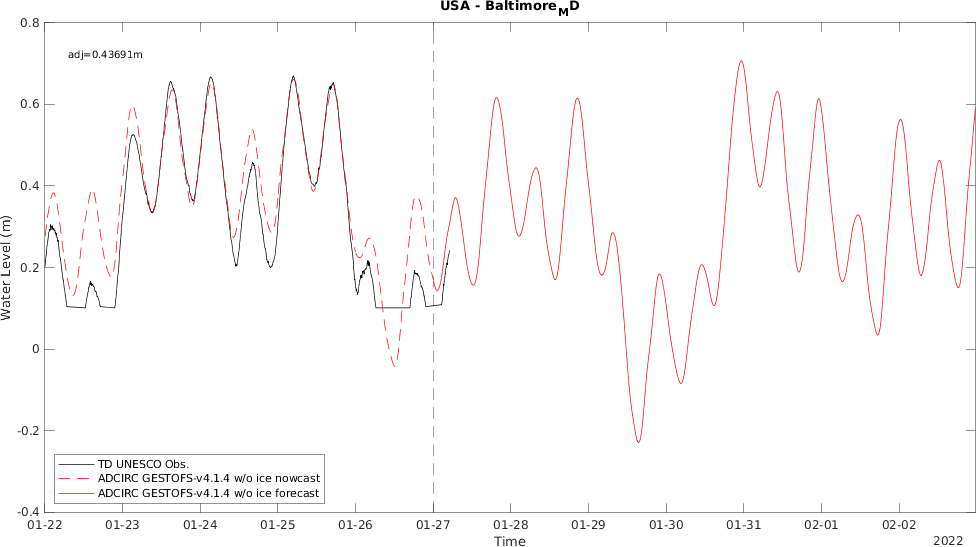 USA - Baltimore_MD
0.8
adj=0.43691m
0.6
0.4
0.2
0
-0.2
-0.4
Water Level (m)
TD UNESCO Obs.
ADCIRC GESTOFS-v4.1.4 w/o ice nowcast
ADCIRC GESTOFS-v4.1.4 w/o ice forecast
01-22 01-23 01-24 01-25 01-26 01-27 01-28 01-29 01-30 01-31 02-01 02-02
Time
2022